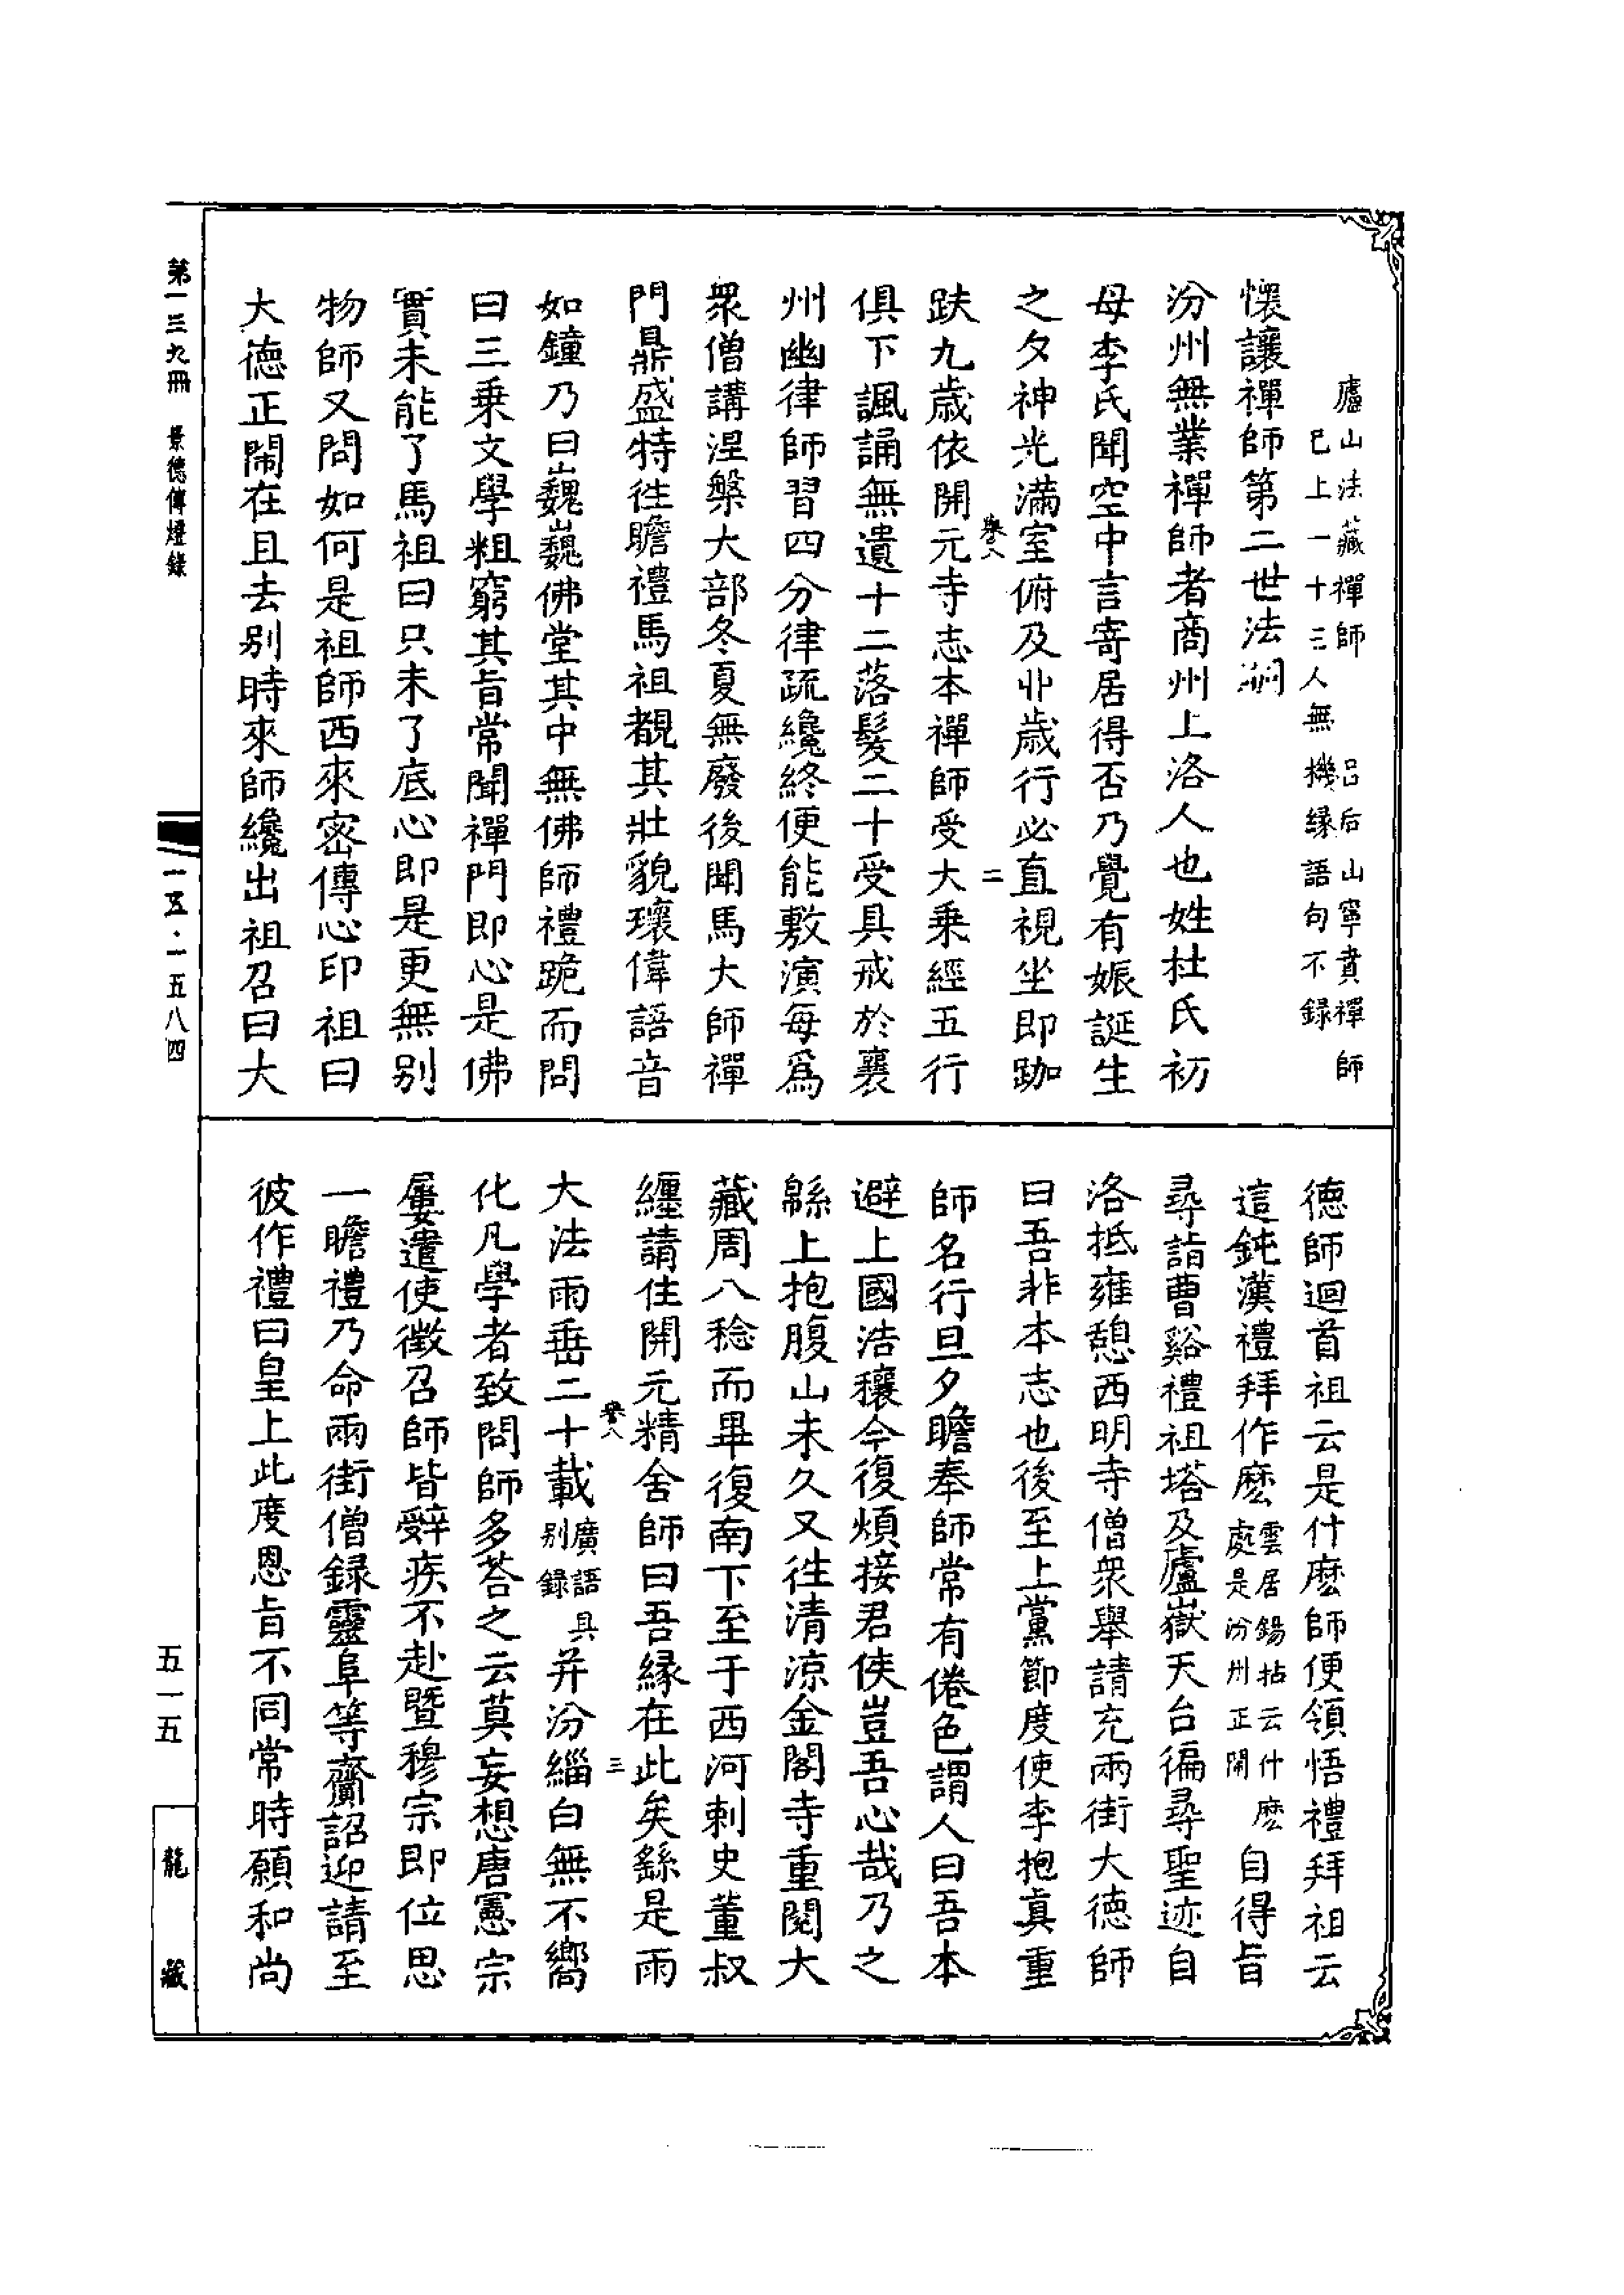 廬山法藏禪師　呂后山寧賁禪師
已上一十三人無機緣語句不錄
懷讓禪師第二世法嗣
汾州無業禪師者商州上洛人也姓杜氏初
母李氏聞空中言寄居得否乃覺有娠誕生
之夕神光滿室俯及丱歲行必直視坐即跏
卷八　二
趺九歲依開元寺志本禪師受大乘經五行
俱下諷誦無遺十二落髮二十受具戒於襄
州幽律師習四分律疏纔終便能敷演每爲
衆僧講涅槃大部冬夏無廢後聞馬大師禪
門鼎盛特徃瞻禮馬祖覩其壯貌瓌偉語音
如鐘乃曰巍巍佛堂其中無佛師禮跪而問
曰三乘文學粗窮其旨常聞禪門即心是佛
實未能了馬祖曰只未了底心即是更無別
物師又問如何是祖師西來密傳心印祖曰
大德正閙在且去別時來師纔出祖召曰大
德師迴首祖云是什麽師便領悟禮拜祖云
這鈍漢禮拜作麽雲居錫拈云什麽處是汾州正閙自得旨
尋詣曹谿禮祖塔及廬嶽天台徧尋聖迹自
洛抵雍憩西明寺僧衆舉請充兩街大德師
曰吾非本志也後至上黨節度使李抱真重
師名行旦夕瞻奉師常有倦色謂人曰吾本
避上國浩穰今復煩接君侯豈吾心哉乃之
緜上抱腹山未久又徃清涼金閣寺重閱大
藏周八稔而畢復南下至于西河刺史董叔
纏請住開元精舍師曰吾緣在此矣繇是雨
卷八　三
大法雨垂二十載廣語具別錄并汾緇白無不嚮
化凡學者致問師多荅之云莫妄想唐憲宗
屢遣使徵召師皆辭疾不赴暨穆宗即位思
一瞻禮乃命兩街僧錄靈阜等齎詔迎請至
彼作禮曰皇上此度恩旨不同常時願和尚
第一三九冊　景德傳燈錄
一五·一五八四
五一五
龍藏